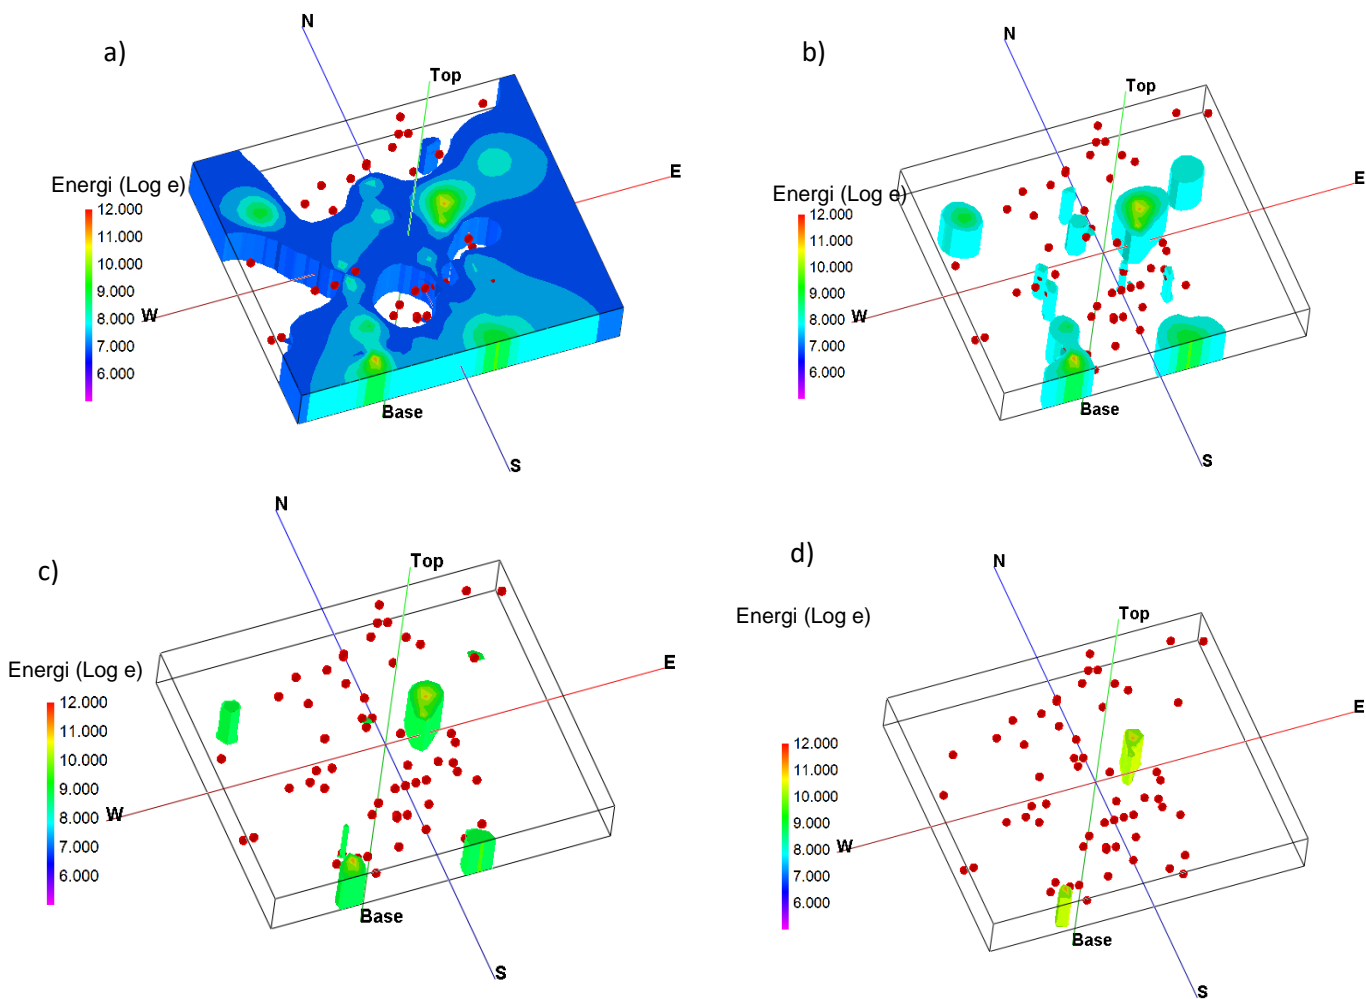 a)
N
Top
E
Energi (Log e)
12.000
11.000
10.000
9.000
8.000
7.000
6.000
W
Base
S
b)
N
Top
E
Energi (Log e)
12.000
11.000
10.000
9.000
8.000
7.000
6.000
W
Base
S
c)
N
Top
E
Energi (Log e)
12.000
11.000
10.000
9.000
8.000
7.000
6.000
W
Base
S
d)
N
Top
Energi (Log e)
E
12.000
11.000
10.000
9.000
8.000
7.000
6.000
W
Base
S